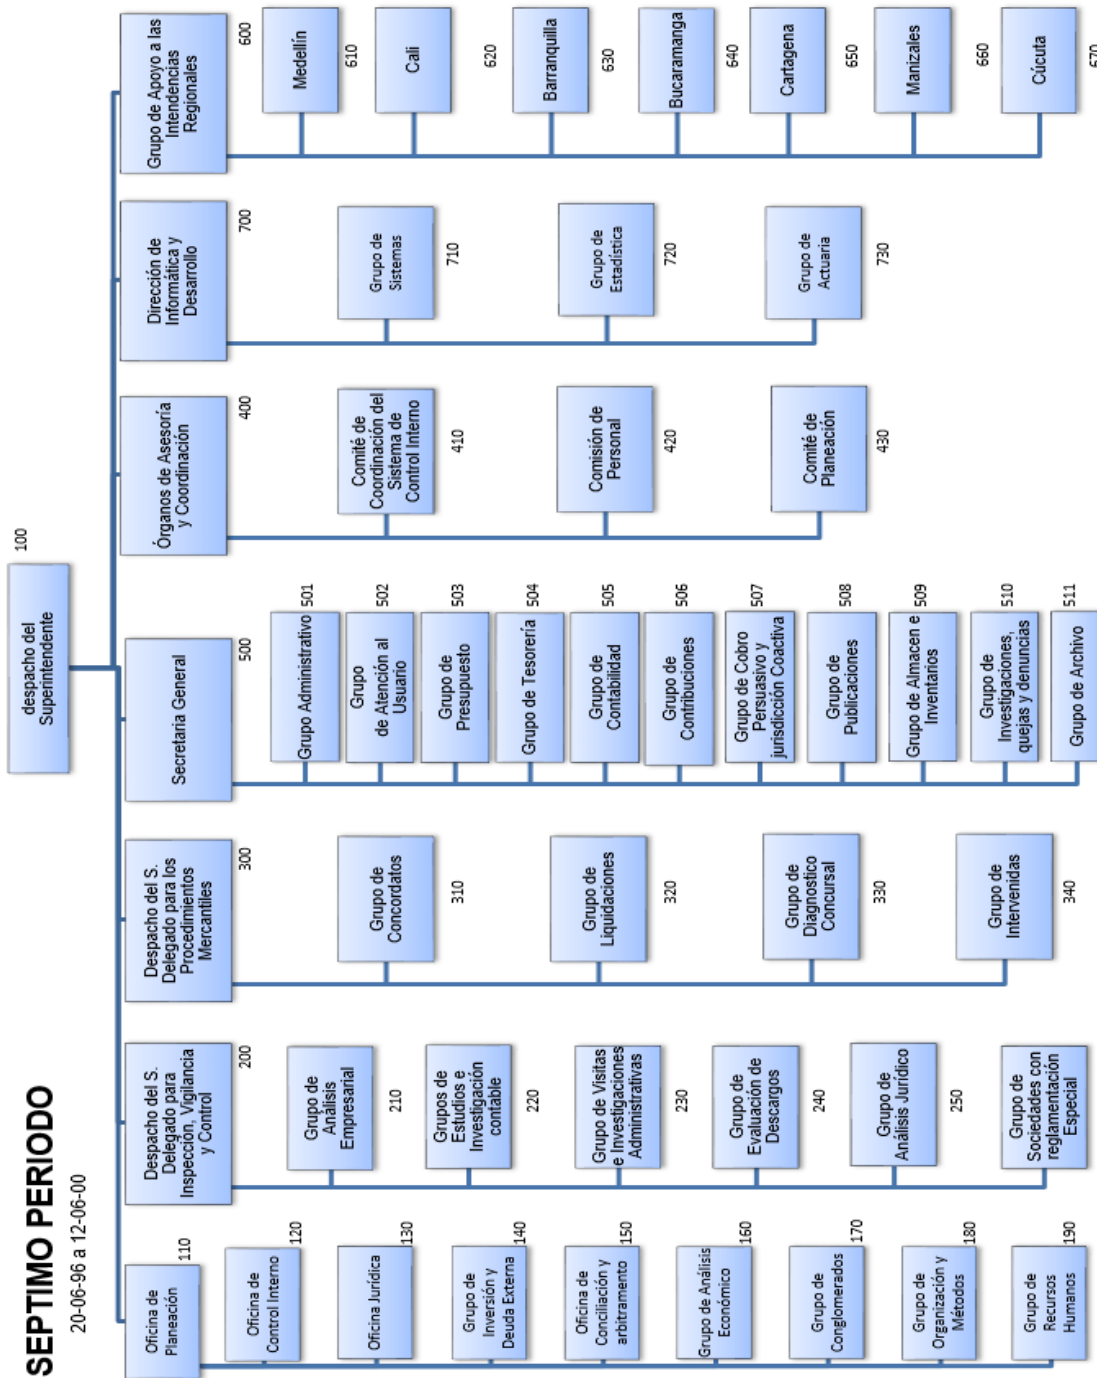 SEPTIMO PERIODO
20-06-96 a 12-06-00
despacho del
Superintendente
100
Oficina de
Planeación
110
Oficina de
Control Interno
120
Oficina Jurídica
130
Grupo de
Inversión y
Deuda Externa
140
Oficina de
Conciliación y
arbitramento
150
Grupo de Análisis
Económico
160
Grupo de
Conglomerados
170
Grupo de
Organización y
Métodos
180
Grupo de
Recursos
Humanos
190
Despacho del S.
Delegado para
Inspección, Vigilancia
y Control
200
Grupo de
Análisis
Empresarial
210
Grupos de
Estudios e
Investigación
contable
220
Grupo de Visitas
e Investigaciones
Administrativas
230
Grupo de
Evaluación de
Descargos
240
Grupo de
Análisis Jurídico
250
Grupo de
Sociedades con
reglamentación
Especial
Despacho del S.
Delegado para los
Procedimientos
Mercantiles
300
Grupo de
Concordatos
310
Grupo de
Liquidaciones
320
Grupo de
Diagnostico
Concursal
330
Grupo de
Intervenidas
340
Secretaria General
500
Grupo Administrativo
501
Grupo
de Atención al
Usuario
502
Grupo de
Presupuesto
503
Grupo de Tesorería
504
Grupo de
Contabilidad
505
Grupo de
Contribuciones
506
Grupo de Cobro
Persuasivo y
jurisdicción Coactiva
507
Grupo de
Publicaciones
508
Grupo de Almacen e
Inventarios
509
Grupo de
Investigaciones,
quejas y denuncias
510
Grupo de Archivo
511
Órganos de Asesoría
y Coordinación
400
Comité de
Coordinación del
Sistema de
Control Interno
410
Comisión de
Personal
420
Comité de
Planeación
430
Dirección de
Informática y
Desarrollo
700
Grupo de
Sistemas
710
Grupo de
Estadística
720
Grupo de
Actuaria
730
Grupo de Apoyo a las
Intendencias
Regionales
600
Medellín
610
Cali
620
Barranquilla
630
Bucaramanga
640
Cartagena
650
Manizales
660
Cúcuta
670